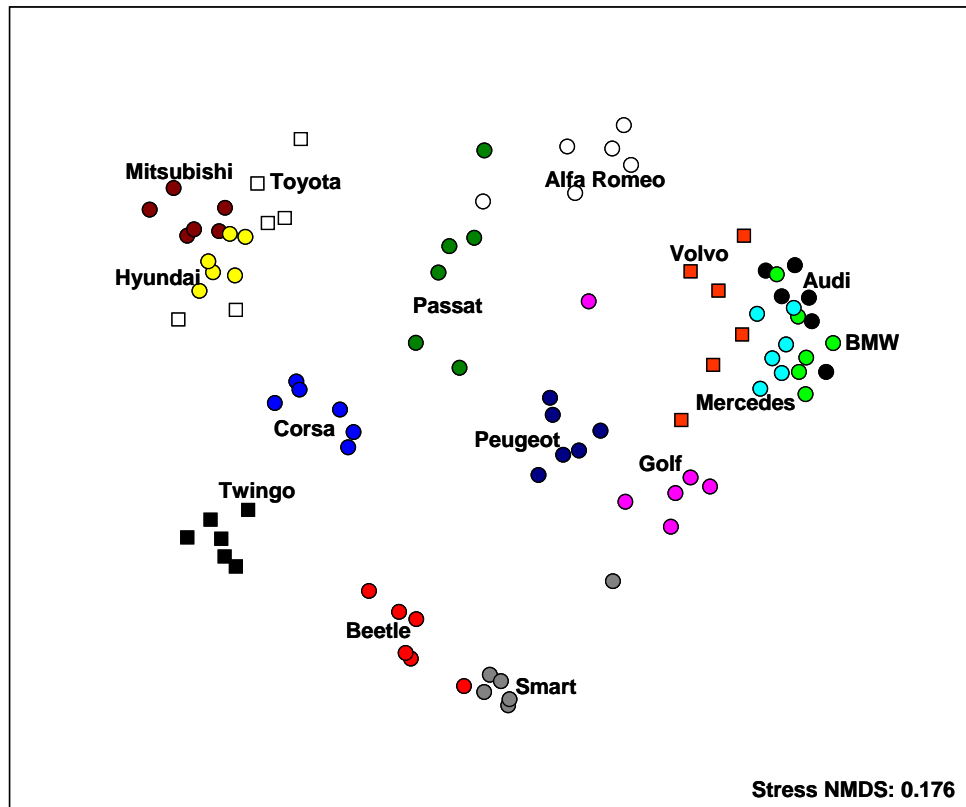 Mitsubishi
Toyota
Alfa Romeo
Volvo
Hyundai
Audi
Passat
BMW
Mercedes
Corsa
Peugeot
Golf
Twingo
Beetle
Smart
Stress NMDS: 0.176